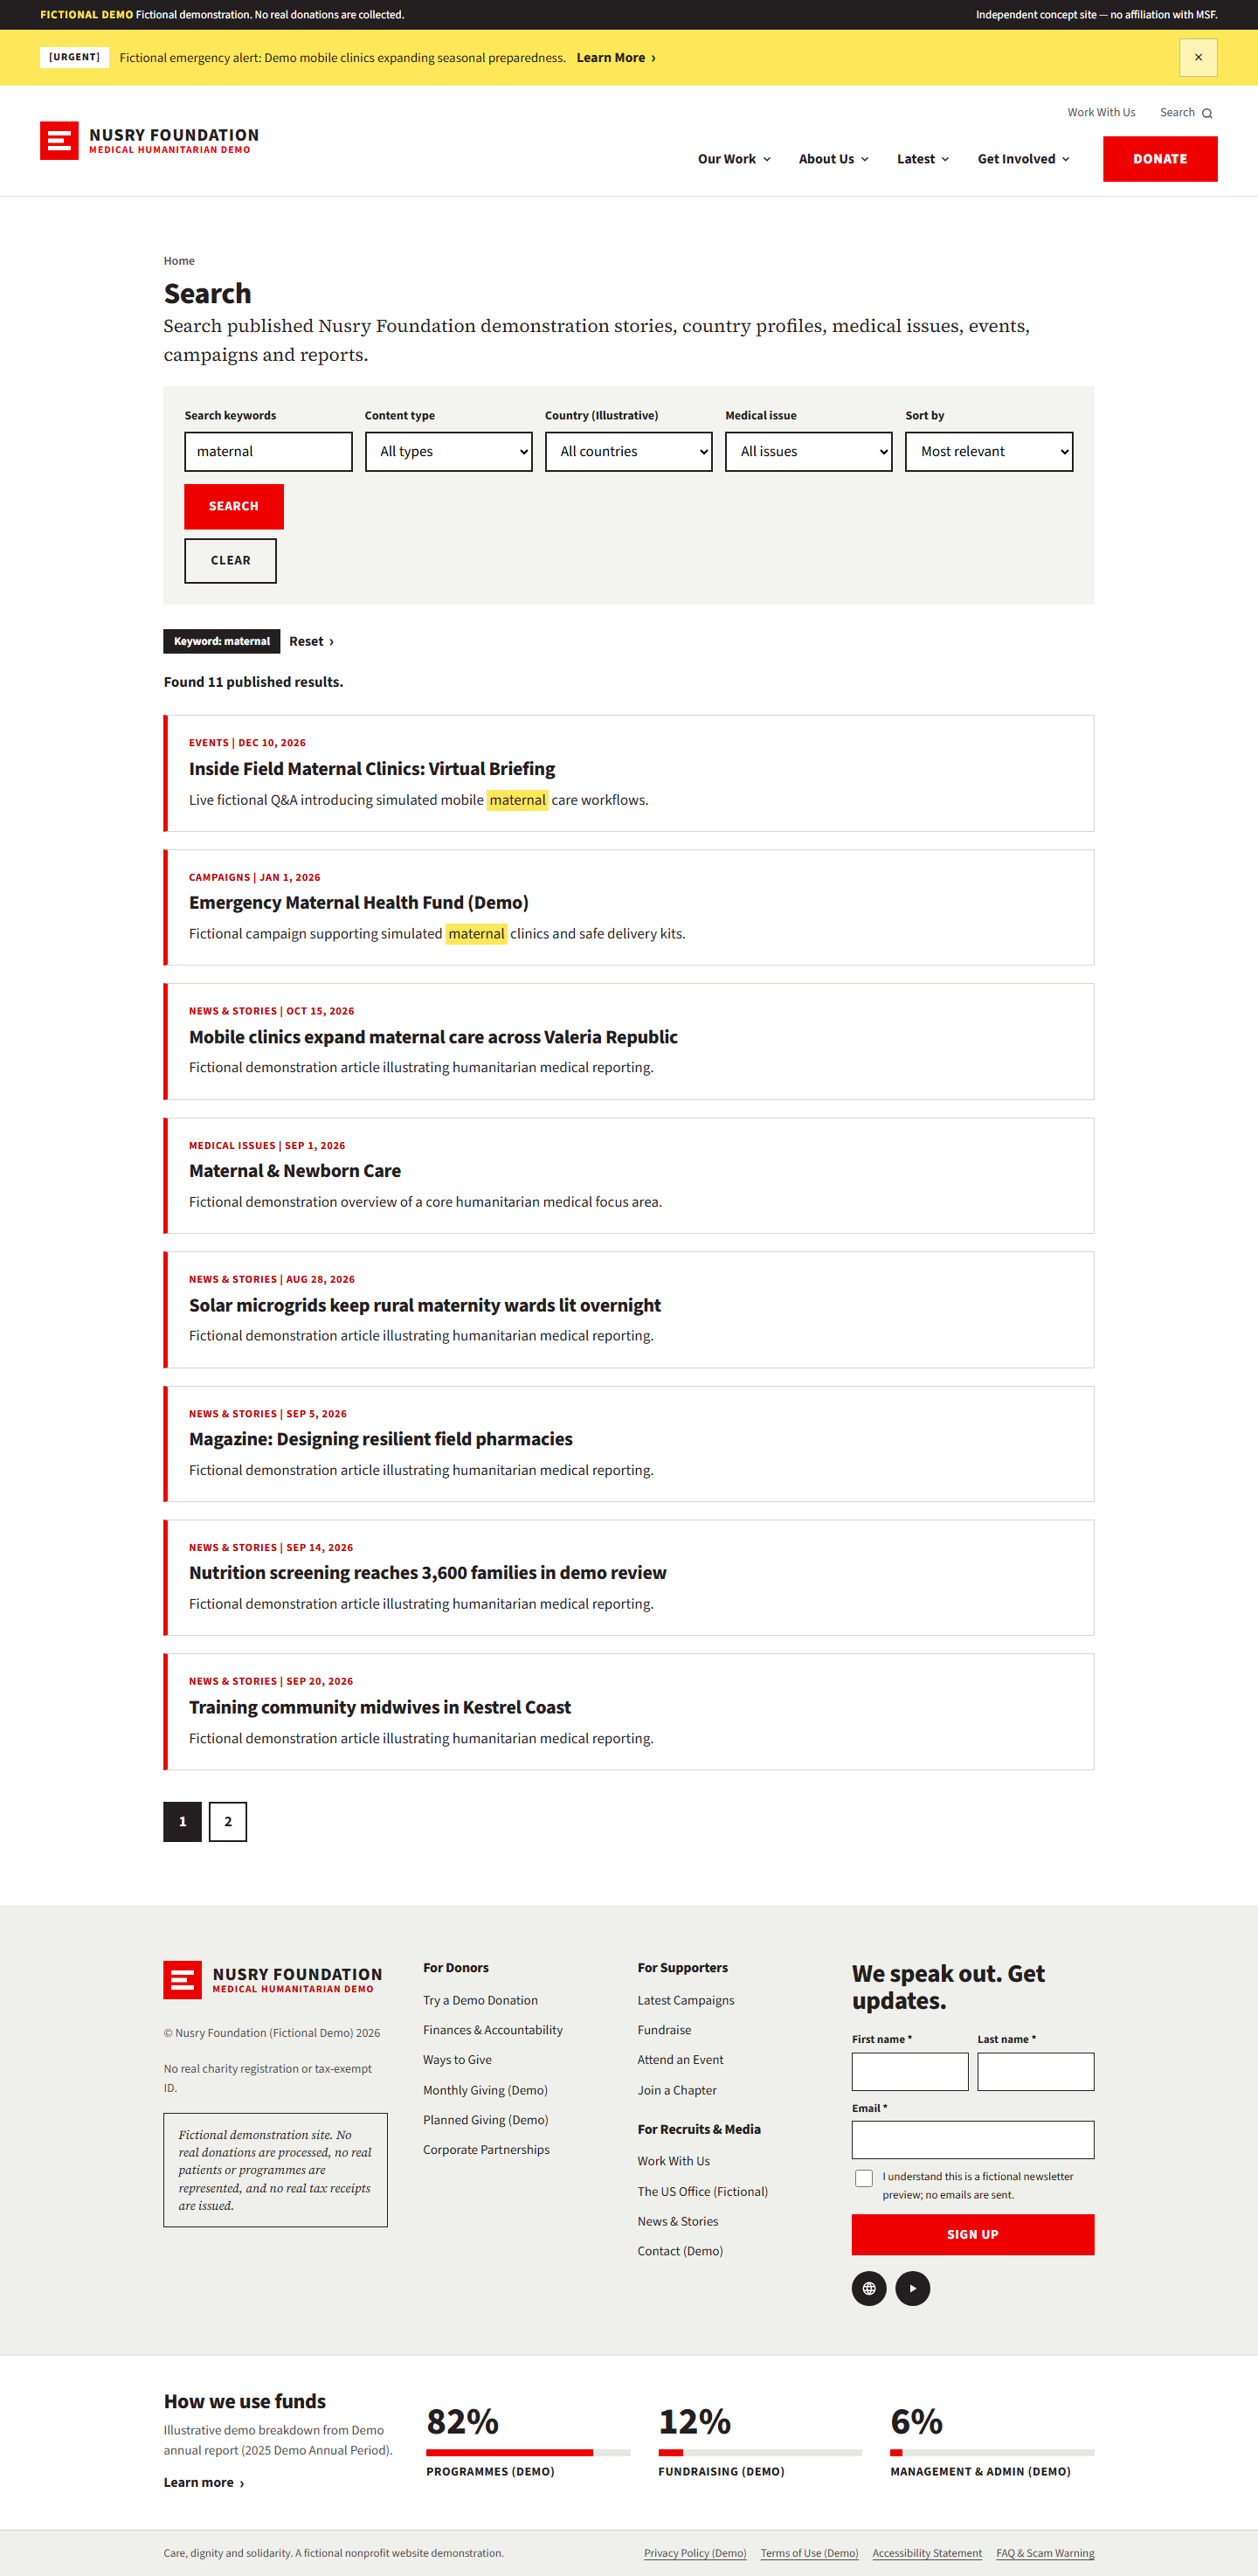 FICTIONAL DEMO Fictional demonstration. No real donations are collected.
Independent concept site — no affiliation with MSF.
[URGENT] Fictional emergency alert: Demo mobile clinics expanding seasonal preparedness. Learn More ›
×
Work With Us Search
NUSRY FOUNDATION
MEDICAL HUMANITARIAN DEMO
Our Work About Us Latest Get Involved DONATE
Home
Search
Search published Nusry Foundation demonstration stories, country profiles, medical issues, events,
campaigns and reports.
Search keywords Content type Country (Illustrative) Medical issue Sort by
maternal All types All countries All issues Most relevant
SEARCH
CLEAR
Keyword: maternal Reset ›
Found 11 published results.
EVENTS | DEC 10, 2026
Inside Field Maternal Clinics: Virtual Briefing
Live fictional Q&A introducing simulated mobile maternal care workflows.
CAMPAIGNS | JAN 1, 2026
Emergency Maternal Health Fund (Demo)
Fictional campaign supporting simulated maternal clinics and safe delivery kits.
NEWS & STORIES | OCT 15, 2026
Mobile clinics expand maternal care across Valeria Republic
Fictional demonstration article illustrating humanitarian medical reporting.
MEDICAL ISSUES | SEP 1, 2026
Maternal & Newborn Care
Fictional demonstration overview of a core humanitarian medical focus area.
NEWS & STORIES | AUG 28, 2026
Solar microgrids keep rural maternity wards lit overnight
Fictional demonstration article illustrating humanitarian medical reporting.
NEWS & STORIES | SEP 5, 2026
Magazine: Designing resilient field pharmacies
Fictional demonstration article illustrating humanitarian medical reporting.
NEWS & STORIES | SEP 14, 2026
Nutrition screening reaches 3,600 families in demo review
Fictional demonstration article illustrating humanitarian medical reporting.
NEWS & STORIES | SEP 20, 2026
Training community midwives in Kestrel Coast
Fictional demonstration article illustrating humanitarian medical reporting.
1 2
NUSRY FOUNDATION
MEDICAL HUMANITARIAN DEMO
© Nusry Foundation (Fictional Demo) 2026
No real charity registration or tax-exempt
ID.
Fictional demonstration site. No
real donations are processed, no real
patients or programmes are
represented, and no real tax receipts
are issued.
For Donors
Try a Demo Donation
Finances & Accountability
Ways to Give
Monthly Giving (Demo)
Planned Giving (Demo)
Corporate Partnerships
For Supporters
Latest Campaigns
Fundraise
Attend an Event
Join a Chapter
For Recruits & Media
Work With Us
The US Office (Fictional)
News & Stories
Contact (Demo)
We speak out. Get
updates.
First name * Last name *
Email *
I understand this is a fictional newsletter
preview; no emails are sent.
SIGN UP
How we use funds
Illustrative demo breakdown from Demo
annual report (2025 Demo Annual Period).
Learn more ›
82%
PROGRAMMES (DEMO)
12%
FUNDRAISING (DEMO)
6%
MANAGEMENT & ADMIN (DEMO)
Care, dignity and solidarity. A fictional nonprofit website demonstration.
Privacy Policy (Demo) Terms of Use (Demo) Accessibility Statement FAQ & Scam Warning